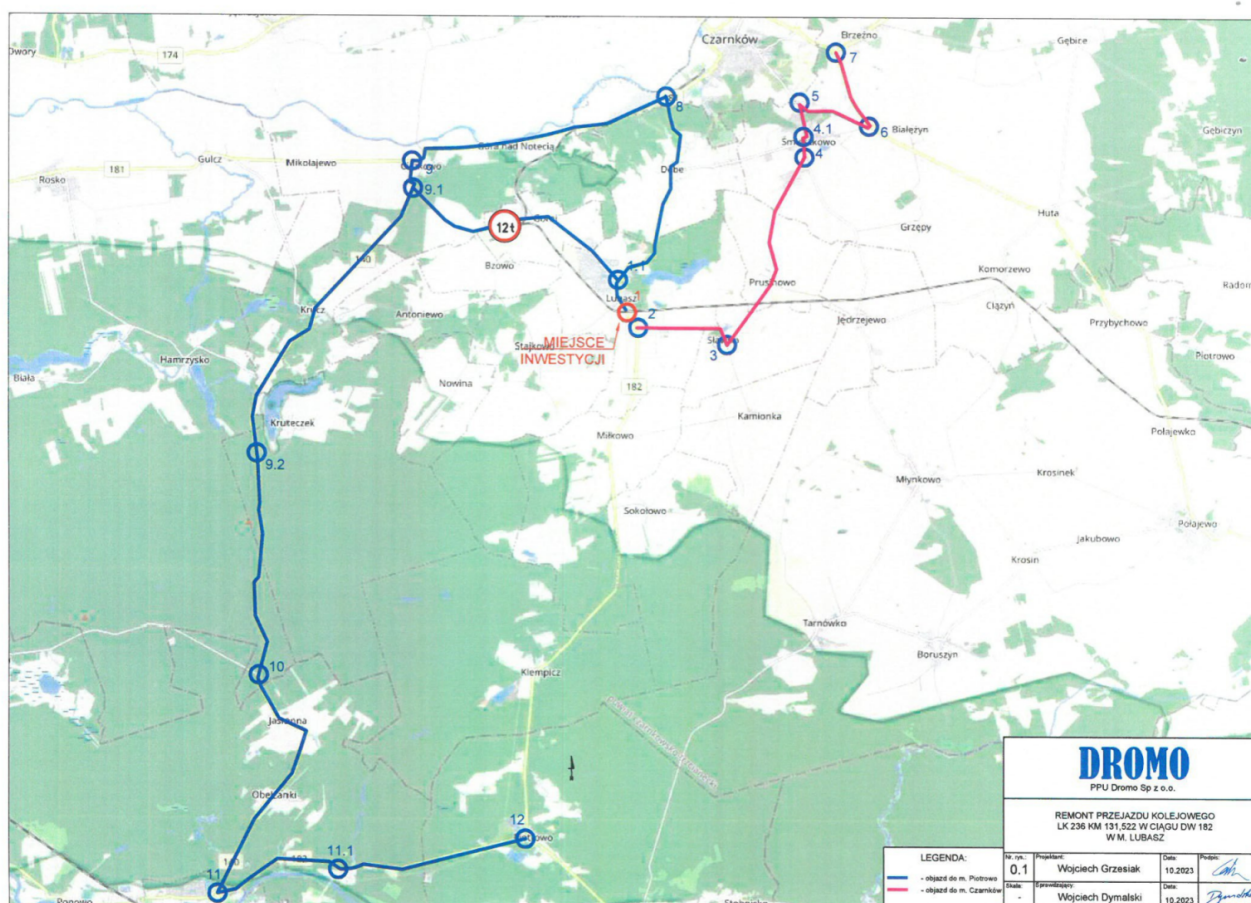 Dwory
174
Czarnków
Brzeźno
7
Gębice
8
5
6
Białężyn
Gębiczyn
4.1
4
Rosko
181
Gulcz
Mikołajewo
9
Góra nad Notecią
Dębe
9.1
12t
Huta
Grzępy
140
Bzowo
1.1
Prusinowo
Komorzewo
Ciążyń
Krucz
Antoniewo
1
2
Jędrzejewo
Przybychowo
Stajkowo
MIEJSCE
INWESTYCJI
3
Hamrzysko
Piotrowo
Biała
Nowina
182
Kruteczek
Kamionka
Miłkowo
Połajewko
9.2
Młynkowo
Krosinek
Sokołowo
Połajewo
Jakubowo
Krosin
Tarnówko
Boruszyn
10
Klempicz
Jasionna
Obelzanki
12
11
11.1
DROMO
PPU Dromo Sp z o.o.
REMONT PRZEJAZDU KOLEJOWEGO
LK 236 KM 131,522 W CIĄGU DW 182
W M. LUBASZ
LEGENDA:
- objazd do m. Piotrowo
- objazd do m. Czarnków
Nr. rys.: Projektant: Data: Podpis:
0.1 Wojciech Grzesiak 10.2023
Skala: Sprawdzający: Data:
- Wojciech Dymalski 10.2023